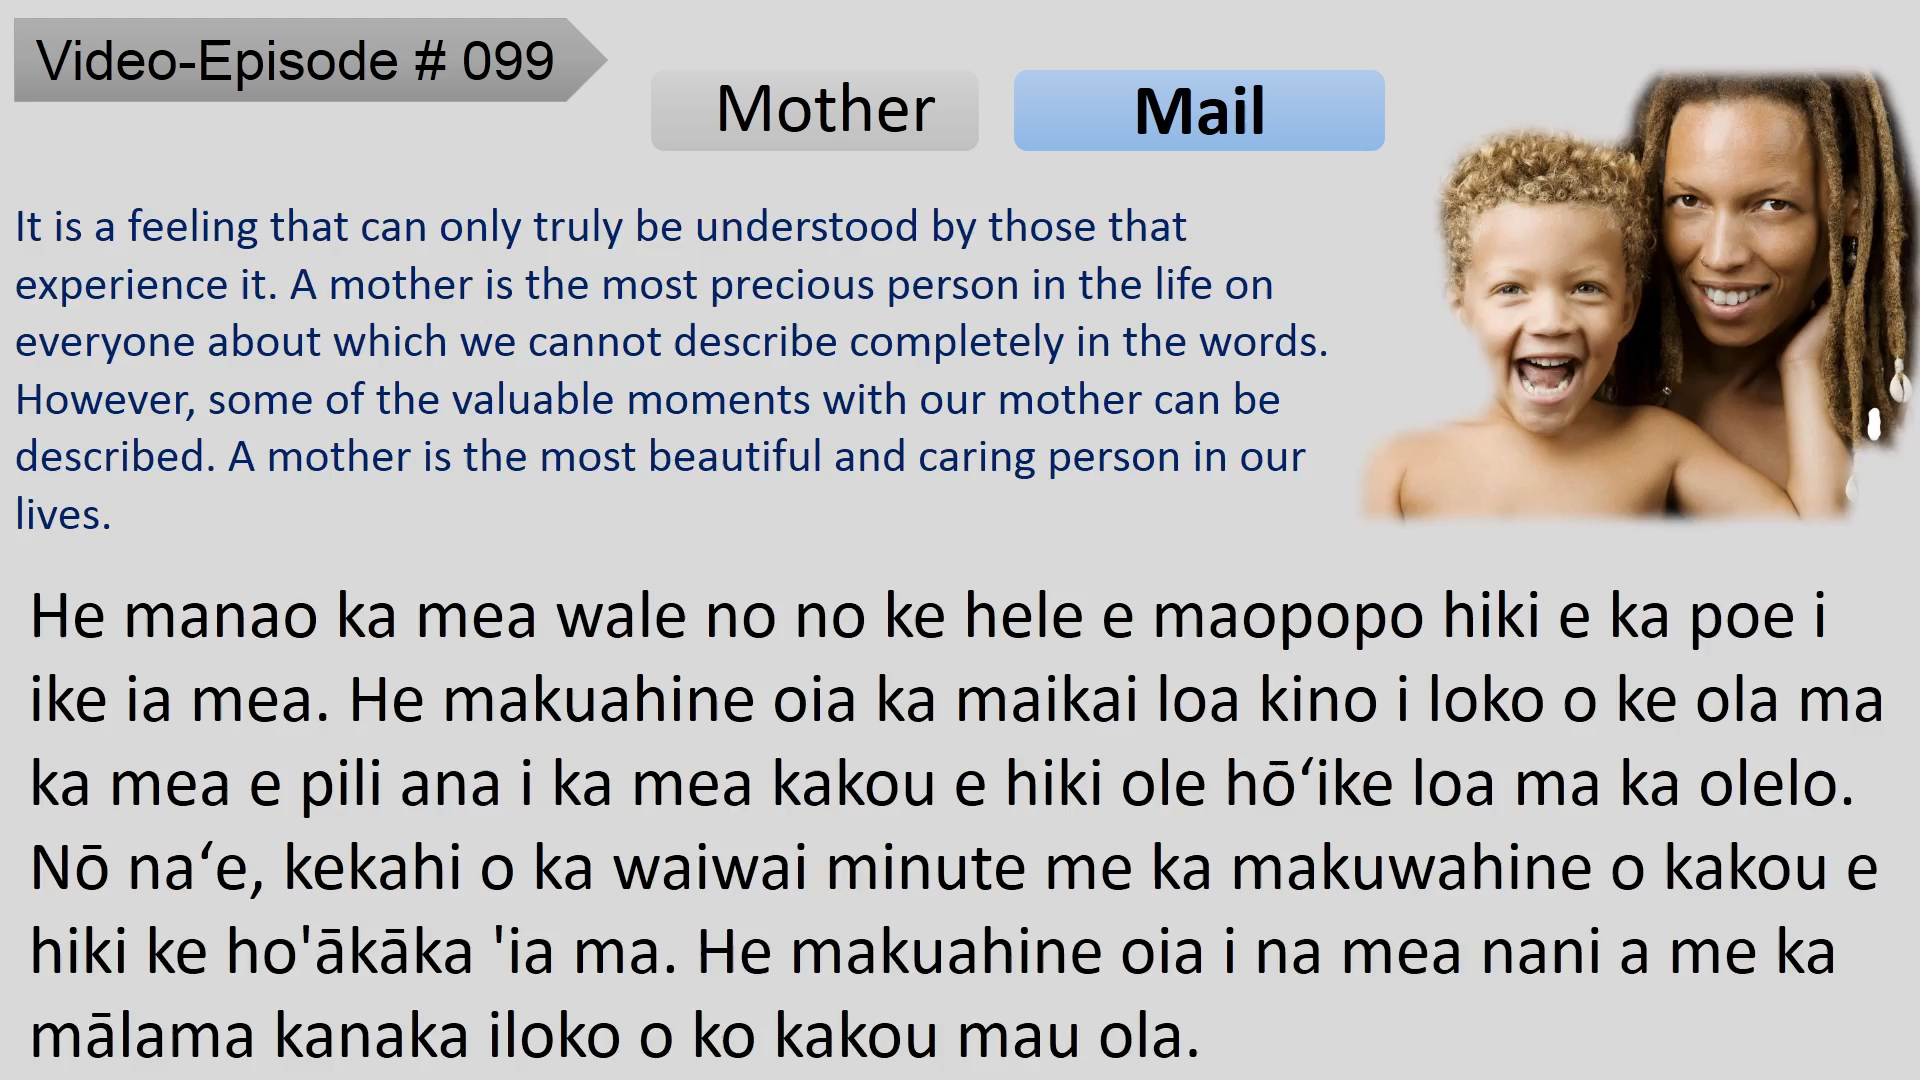 Video-Episode # 099
Mother
Mail
It is a feeling that can only truly be understood by those that
experience it. A mother is the most precious person in the life on
everyone about which we cannot describe completely in the words.
However, some of the valuable moments with our mother can be
described. A mother is the most beautiful and caring person in our
lives.
He manao ka mea wale no no ke hele e maopopo hiki e ka poe i
ike ia mea. He makuahine oia ka maikai loa kino i loko o ke ola ma
ka mea e pili ana i ka mea kakou e hiki ole hōʻike loa ma ka olelo.
Nō naʻe, kekahi o ka waiwai minute me ka makuwahine o kakou e
hiki ke ho'ākāka 'ia ma. He makuahine oia i na mea nani a me ka
mālama kanaka iloko o ko kakou mau ola.